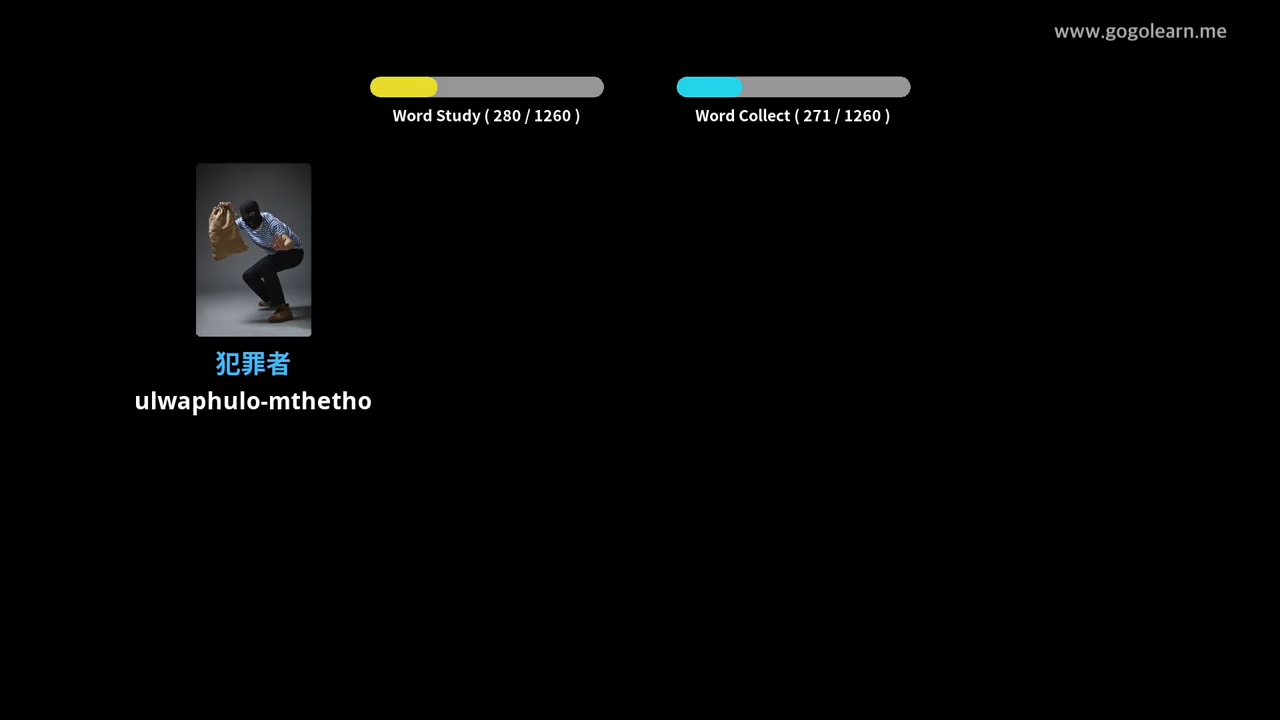 www.gogolearn.me
Word Study ( 280 / 1260 )
Word Collect ( 271 / 1260 )
犯罪者
ulwaphulo-mthetho